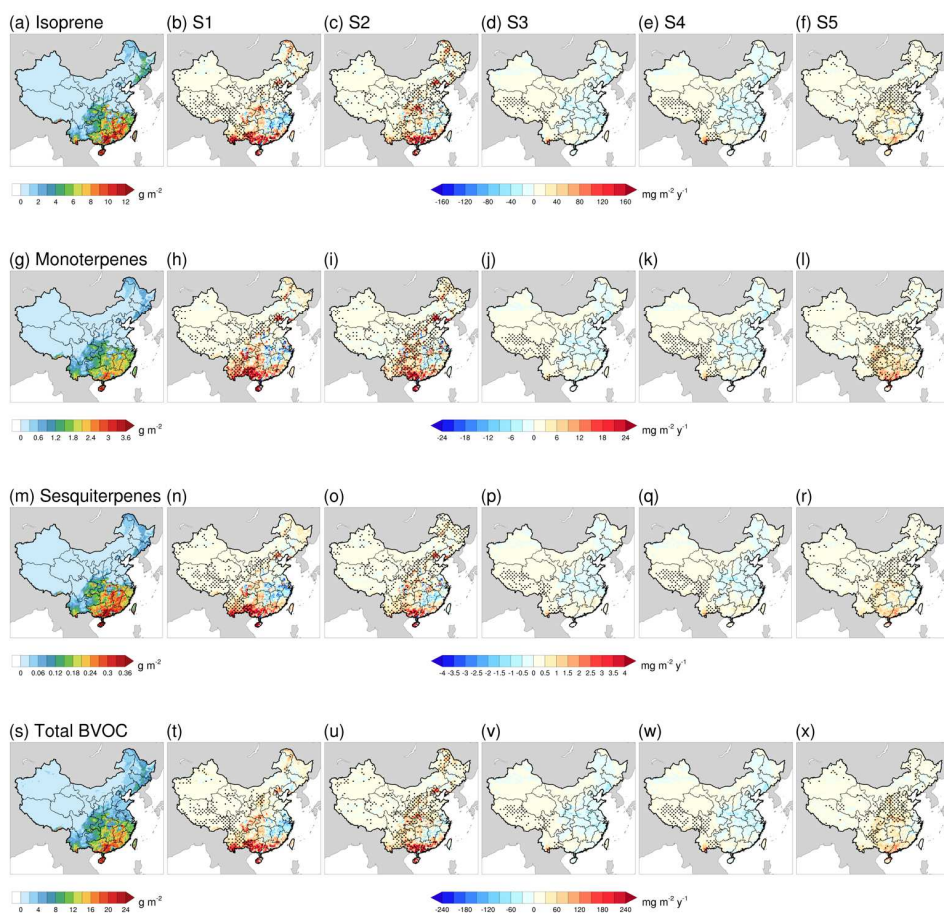 (a) Isoprene (b) S1 (c) S2 (d) S3 (e) S4 (f) S5
0 2 4 6 8 10 12 g m-2 -160 -120 -80 -40 0 40 80 120 160 mg m-2 y-1
(g) Monoterpenes (h) (i) (j) (k) (l)
0 0.6 1.2 1.8 2.4 3 3.6 g m-2 -24 -18 -12 -6 0 6 12 18 24 mg m-2 y-1
(m) Sesquiterpenes (n) (o) (p) (q) (r)
0 0.06 0.12 0.18 0.24 0.3 0.36 g m-2 -4 -3.5 -3 -2.5 -2 -1.5 -1 -0.5 0 0.5 1 1.5 2 2.5 3 3.5 4 mg m-2 y-1
(s) Total BVOC (t) (u) (v) (w) (x)
0 4 8 12 16 20 24 g m-2 -240 -180 -120 -60 0 60 120 180 240 mg m-2 y-1